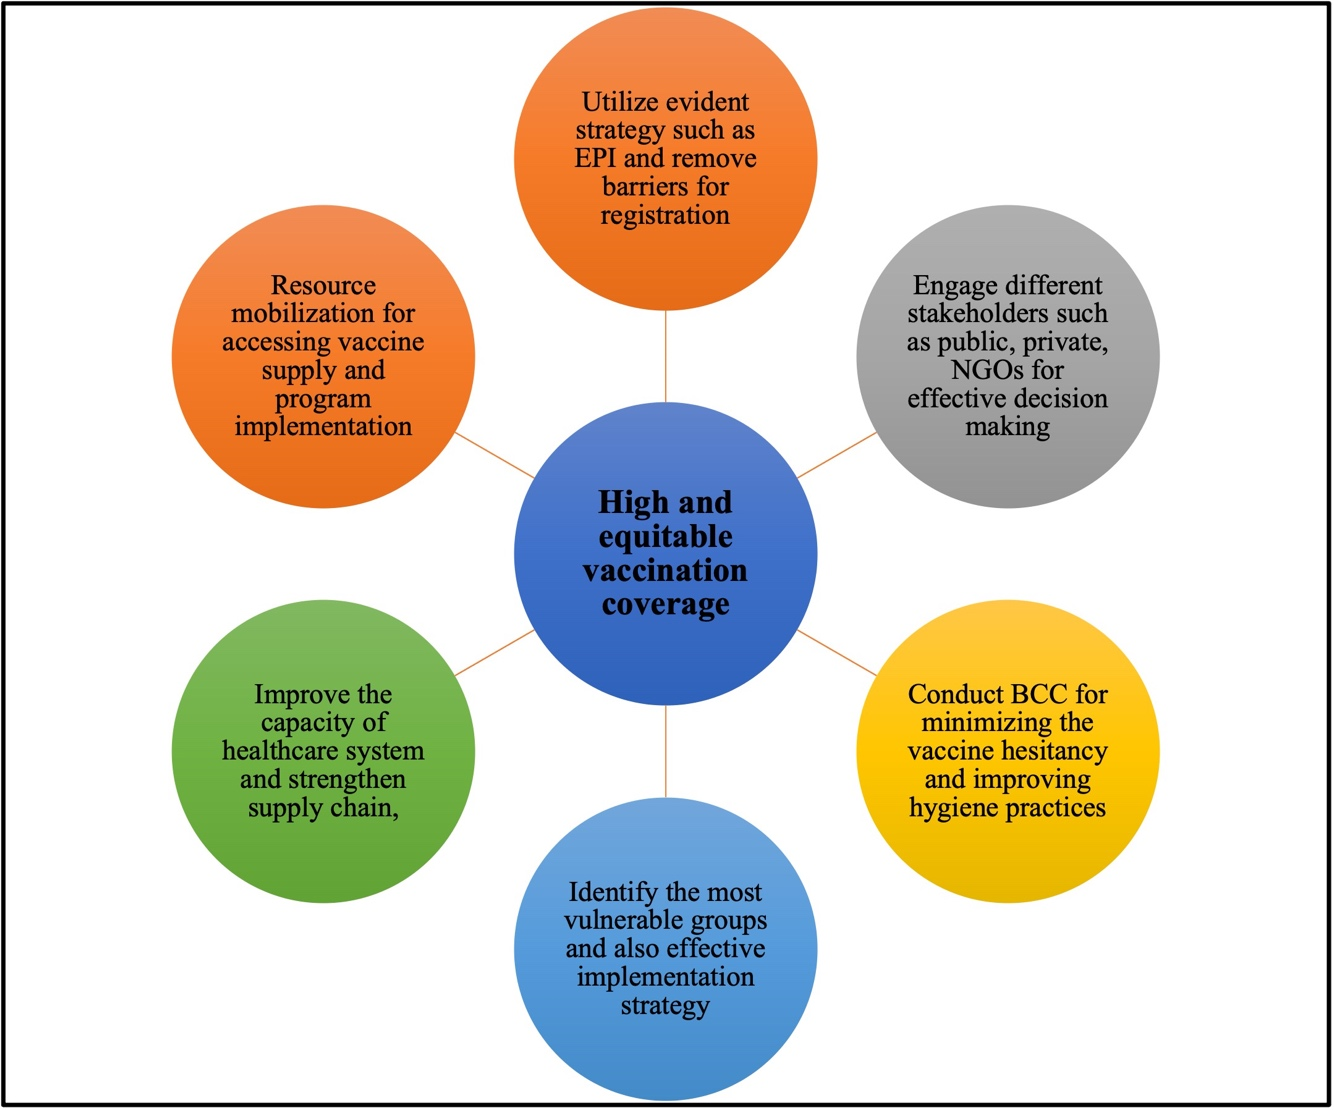 Utilize evident
strategy such as
EPI and remove
barriers for
registration
Engage different
stakeholders such
as public, private,
NGOs for
effective decision
making
Conduct BCC for
minimizing the
vaccine hesitancy
and improving
hygiene practices
Identify the most
vulnerable groups
and also effective
implementation
strategy
Improve the
capacity of
healthcare system
and strengthen
supply chain,
Resource
mobilization for
accessing vaccine
supply and
program
implementation
High and
equitable
vaccination
coverage